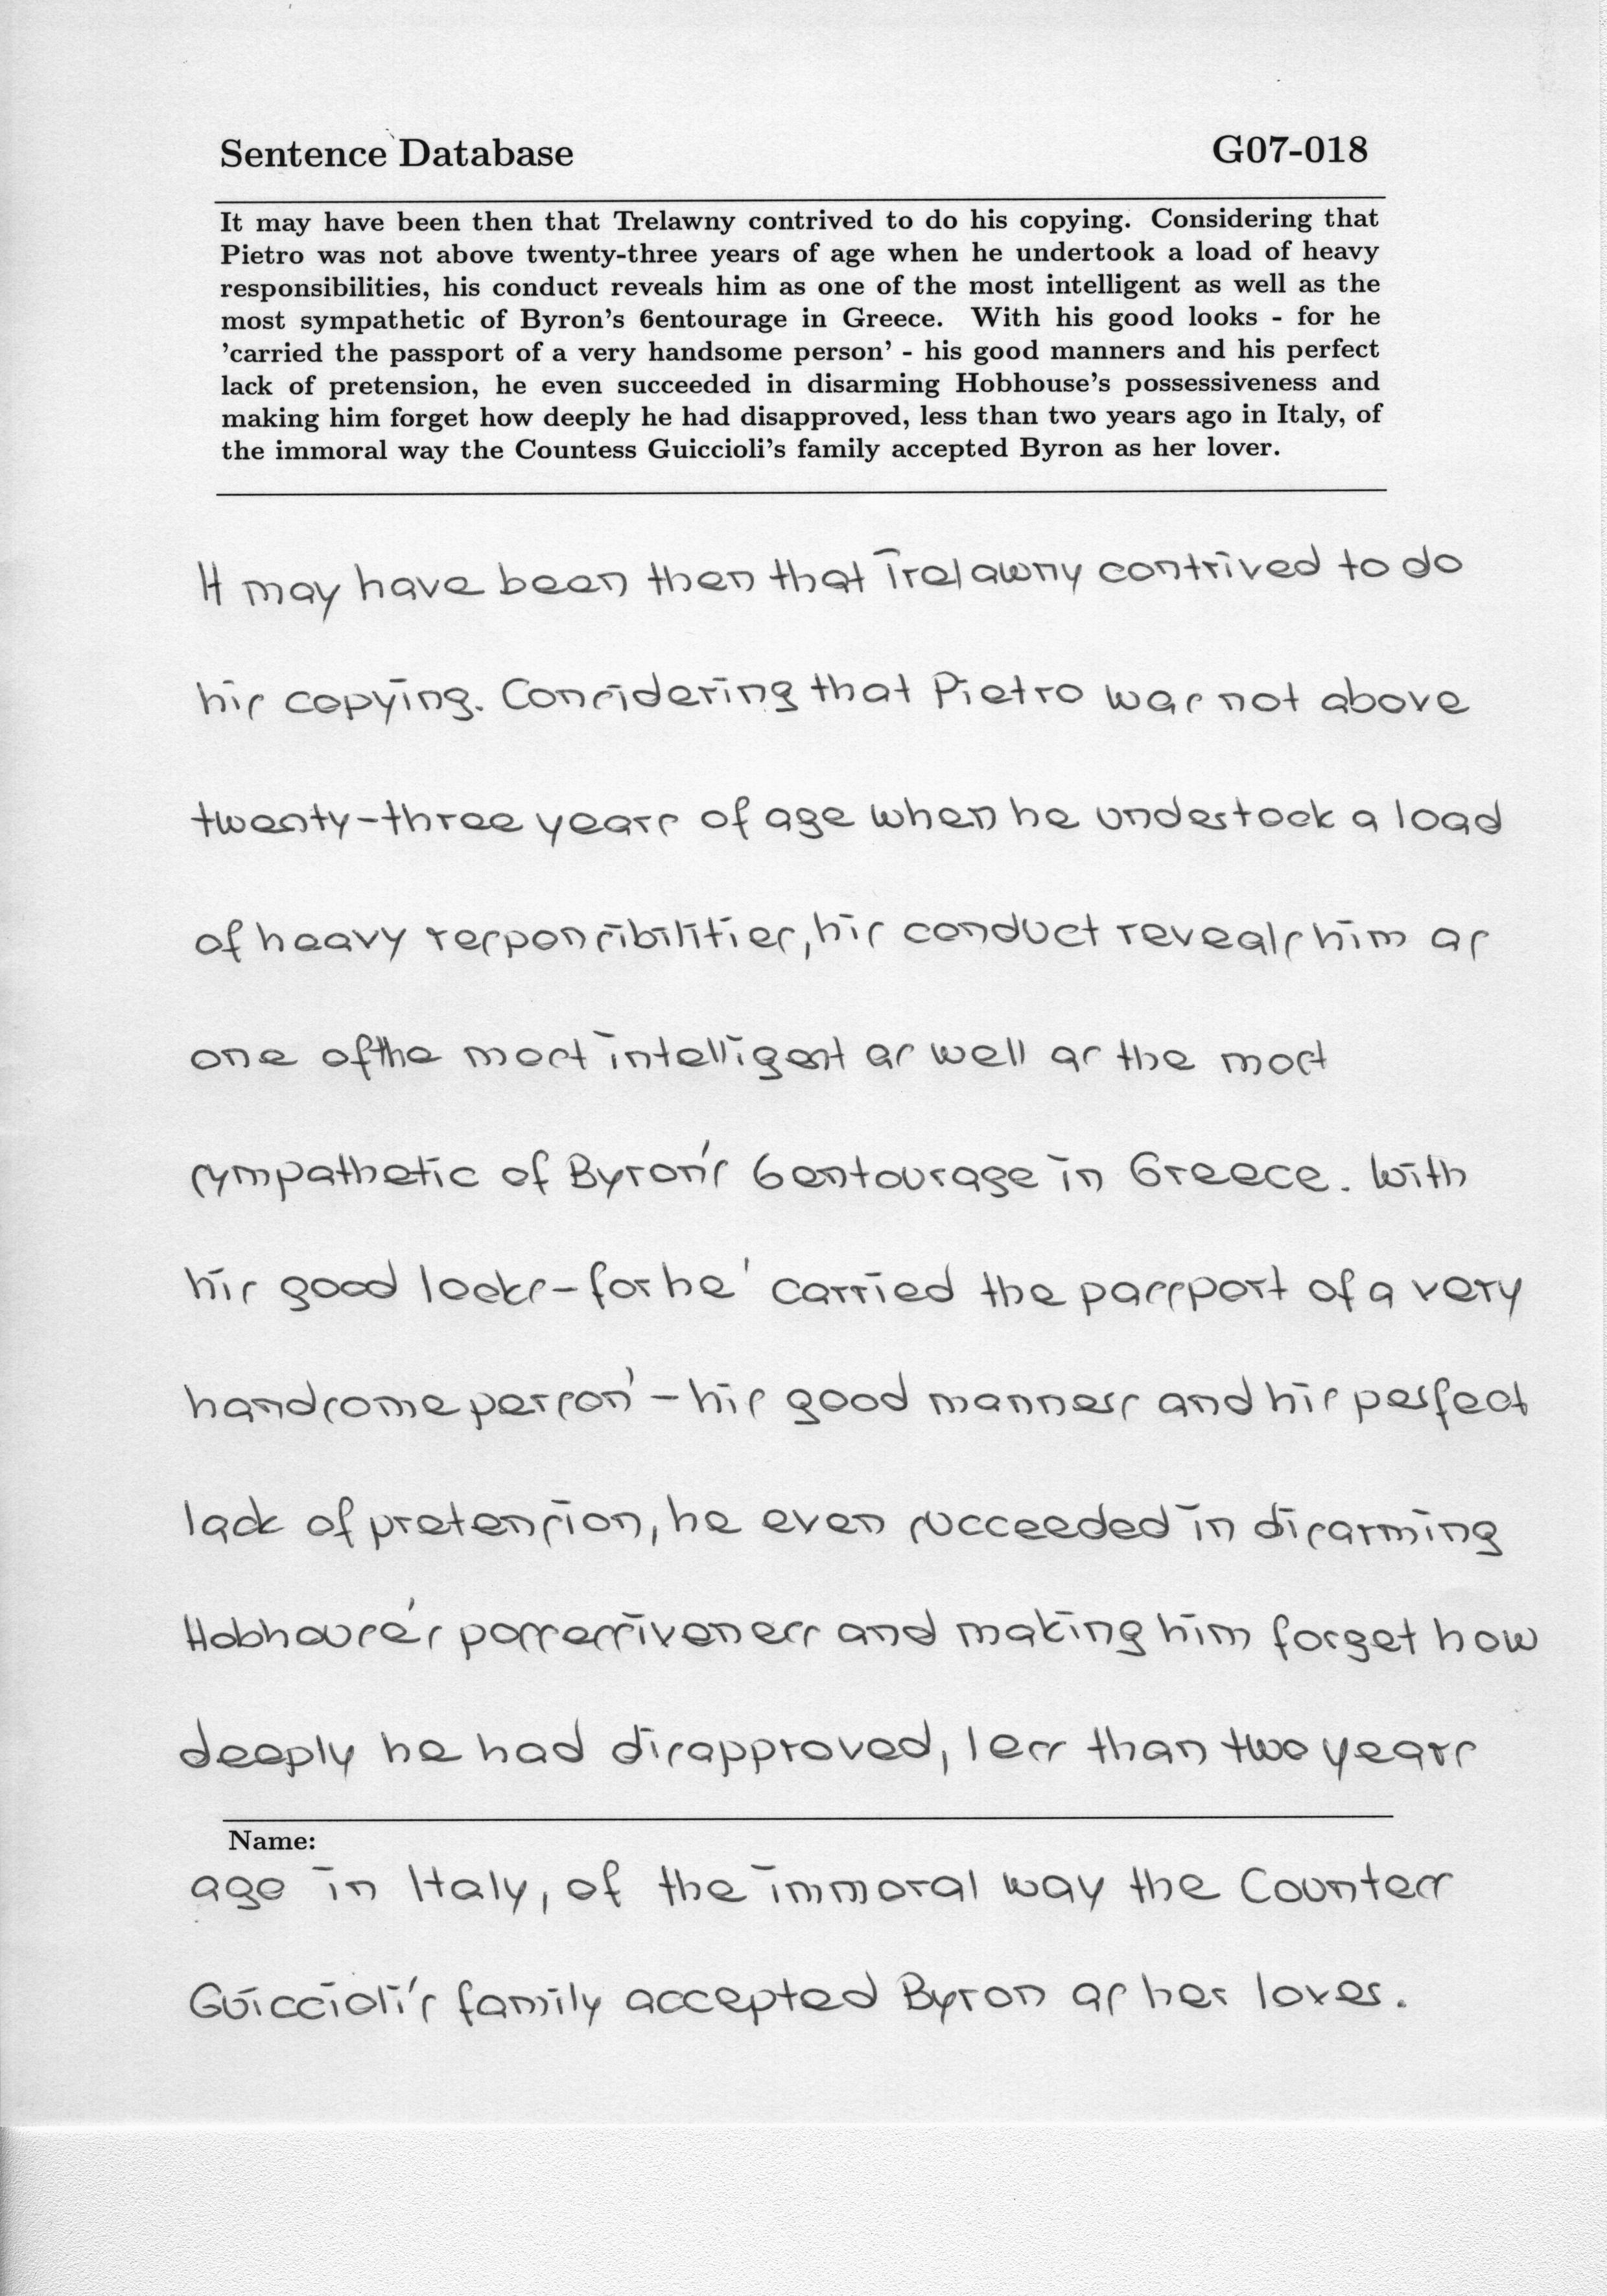 Sentence Database G07-018
It may have been then that Trelawny contrived to do his copying. Considering that
Pietro was not above twenty-three years of age when he undertook a load of heavy
responsibilities, his conduct reveals him as one of the most intelligent as well as the
most sympathetic of Byron's 6entourage in Greece. With his good looks - for he
'carried the passport of a very handsome person' - his good manners and his perfect
lack of pretension, he even succeeded in disarming Hobhouse's possessiveness and
making him forget how deeply he had disapproved, less than two years ago in Italy, of
the immoral way the Countess Guiccioli's family accepted Byron as her lover.
It may have been then that Trelawny contrived to do
his copying. Considering that Pietro was not above
twenty-three years of age when he undertook a load
of heavy responsibilities, his conduct reveals him as
one of the most intelligent as well as the most
sympathetic of Byron's 6entourage in Greece. With
his good looks - for he 'carried the passport of a very
handsome person' - his good manners and his perfect
lack of pretension, he even succeeded in disarming
Hobhouse's possessiveness and making him forget how
deeply he had disapproved, less than two years
Name:
ago in Italy, of the immoral way the Countess
Guiccioli's family accepted Byron as her lover.